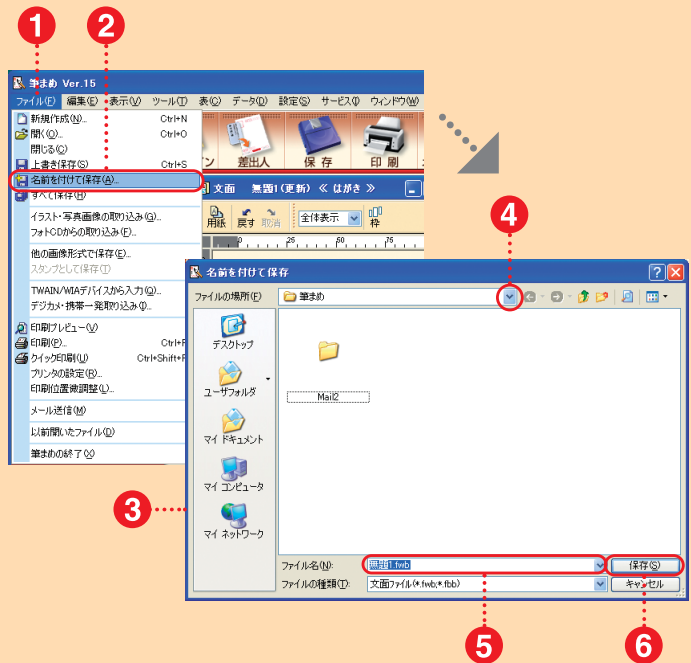 1
2
筆まめ Ver.15
ファイル(F) 編集(E) 表示(V) ツール(T) 表(C) データ(D) 設定(S) サービス(I) ウィンドウ(W)
新規作成(N)... Ctrl+N
開く(O)... Ctrl+O
閉じる(C)
上書き保存(S) Ctrl+S
名前を付けて保存(A)...
すべて保存(H)
イラスト・写真画像の取り込み(G)...
フォトCDからの取り込み(F)...
他の画像形式で保存(E)...
スタンプとして保存(T)
TWAIN/WIAデバイスから入力(Q)...
デジカメ・携帯一発取り込み(I)...
印刷プレビュー(V)
印刷(P)... Ctrl+P
クイック印刷(U) Ctrl+Shift+P
プリンタの設定(R)...
印刷位置微調整(L)...
メール送信(M)
以前開いたファイル(D)
筆まめの終了(X)
ン 差出人 保存 印刷
文面 無題1(更新) 《 はがき 》
用紙 戻す 取消 全体表示 枠
0 25 50 75
3
4
名前を付けて保存
ファイルの場所(F) 筆まめ
デスクトップ
ユーザフォルダ
マイ ドキュメント
マイ コンピュータ
マイ ネットワーク
Mail2
ファイル名(N): 無題1.fwb 保存(S)
ファイルの種類(T): 文面ファイル(*.fwb;*.fbb) キャンセル
5
6